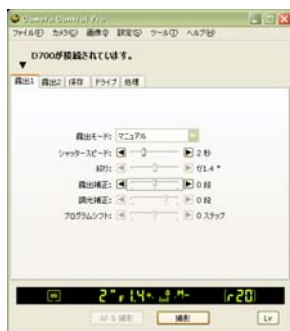 Camera Control Pro
ファイル(F) カメラ(C) 画像(I) 設定(S) ツール(T) ヘルプ(H)
D700が接続されています。
露出1 露出2 保存 ドライブ 処理
露出モード: マニュアル
シャッタースピード: 2 秒
絞り: f/1.4 *
露出補正: 0 段
調光補正: 0 段
プログラムシフト: 0 ステップ
2" F 1.4 M r20
AF & 撮影 撮影 LV